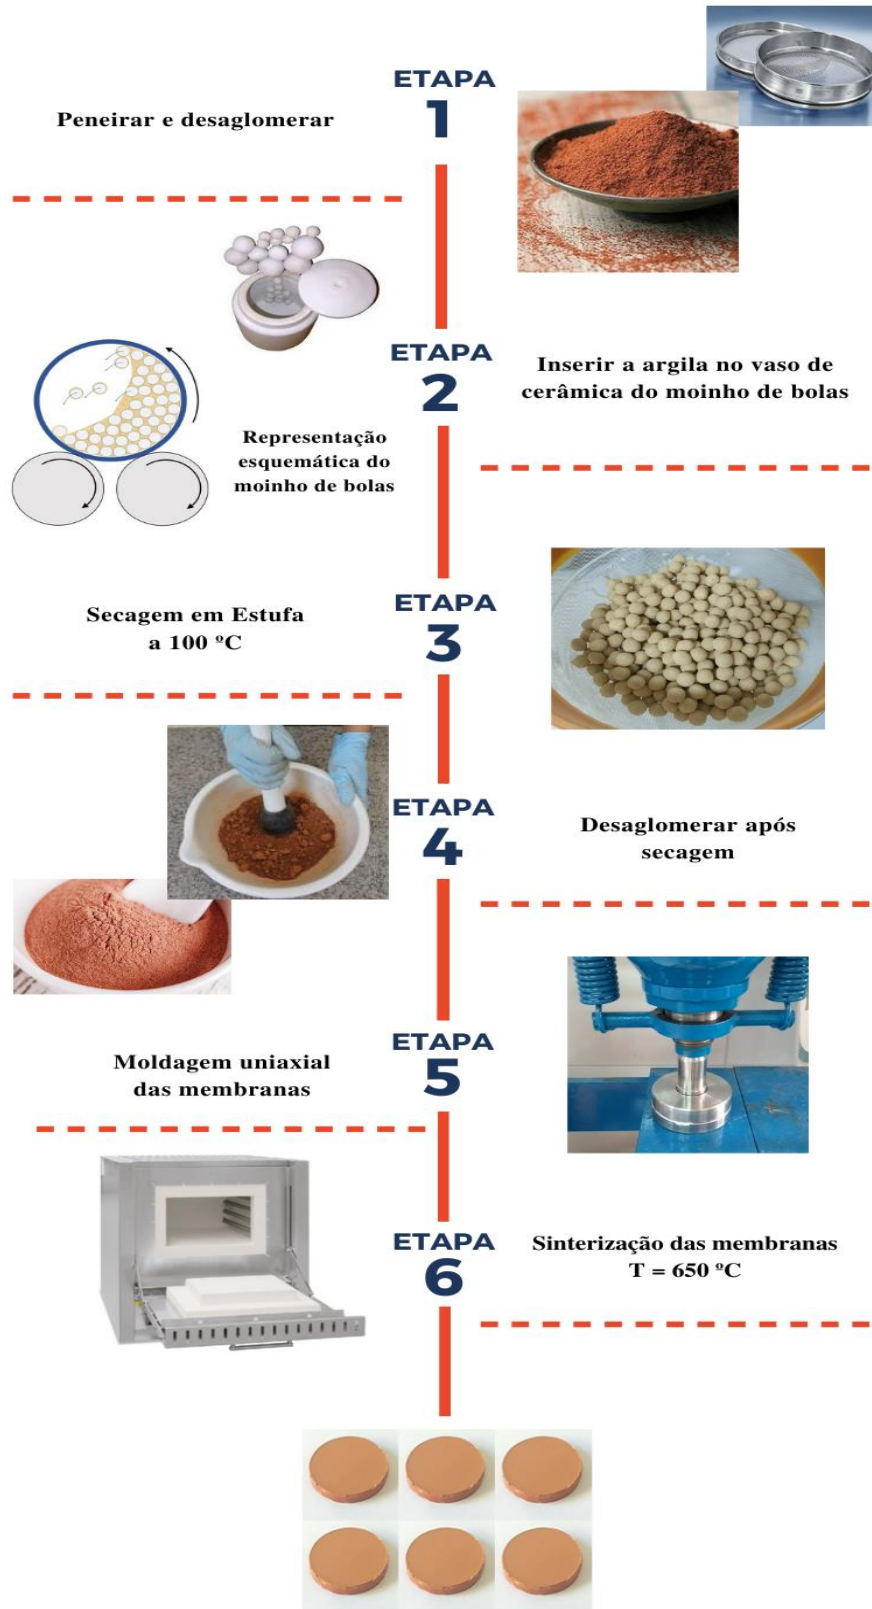 ETAPA
1
Peneirar e desaglomerar
ETAPA
2
Inserir a argila no vaso de
cerâmica do moinho de bolas
Representação
esquemática do
moinho de bolas
ETAPA
3
Secagem em Estufa
a 100 ºC
ETAPA
4
Desaglomerar após
secagem
ETAPA
5
Moldagem uniaxial
das membranas
ETAPA
6
Sinterização das membranas
T = 650 ºC